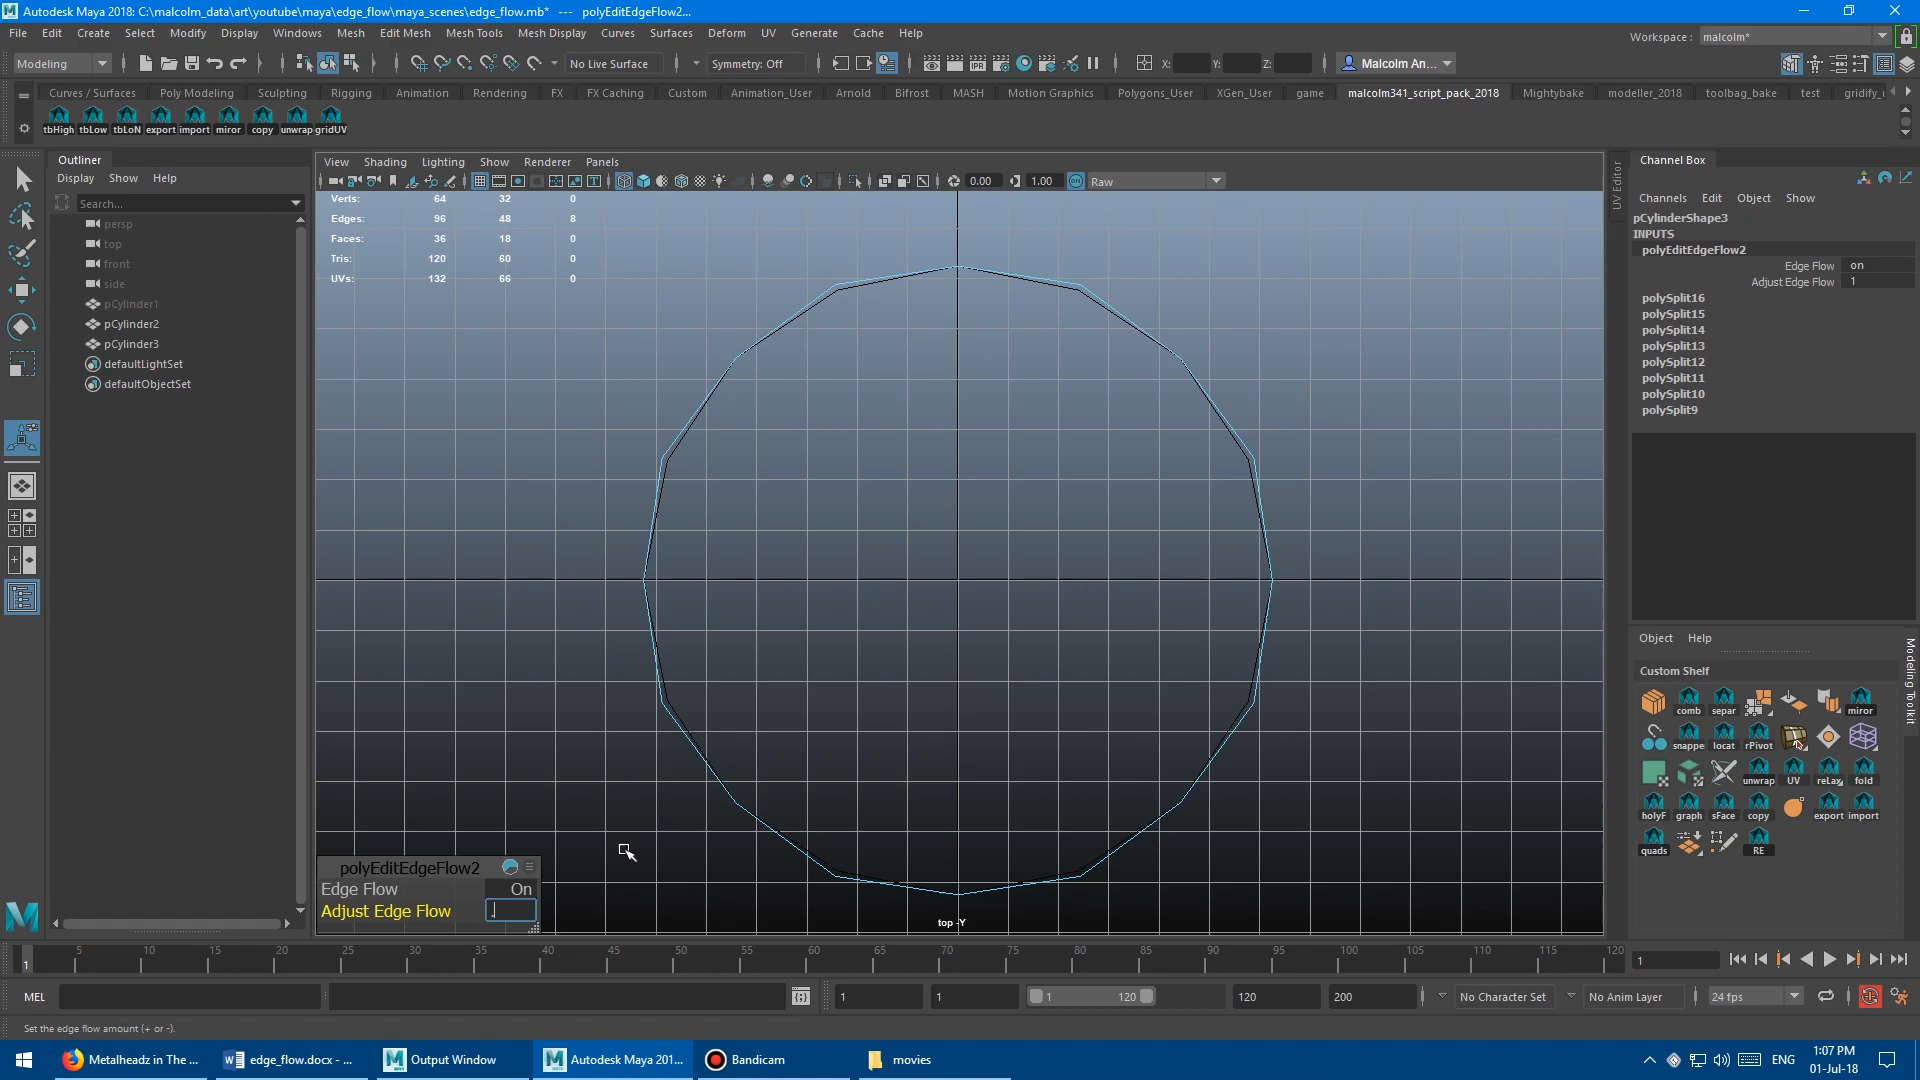 Autodesk Maya 2018: C:\malcolm_data\art\youtube\maya\edge_flow\maya_scenes\edge_flow.mb* --- polyEditEdgeFlow2...
File Edit Create Select Modify Display Windows Mesh Edit Mesh Mesh Tools Mesh Display Curves Surfaces Deform UV Generate Cache Help
Workspace : malcolm*
Modeling No Live Surface Symmetry: Off X: Y: Z: Malcolm An...
Curves / Surfaces Poly Modeling Sculpting Rigging Animation Rendering FX FX Caching Custom Animation_User Arnold Bifrost MASH Motion Graphics Polygons_User XGen_User game malcolm341_script_pack_2018 Mightybake modeller_2018 toolbag_bake test gridify_u
tbHigh tbLow tbLoN export import miror copy unwrap gridUV
Outliner
Display Show Help
Search...
persp
top
front
side
pCylinder1
pCylinder2
pCylinder3
defaultLightSet
defaultObjectSet
View Shading Lighting Show Renderer Panels
0.00 1.00 ON Raw
Verts: 64 32 0
Edges: 96 48 8
Faces: 36 18 0
Tris: 120 60 0
UVs: 132 66 0
polyEditEdgeFlow2
Edge Flow On
Adjust Edge Flow .
top -Y
UV Editor
Channel Box
Channels Edit Object Show
pCylinderShape3
INPUTS
polyEditEdgeFlow2
Edge Flow on
Adjust Edge Flow 1
polySplit16
polySplit15
polySplit14
polySplit13
polySplit12
polySplit11
polySplit10
polySplit9
Object Help
Custom Shelf
comb separ miror
snappe locat rPivot
unwrap UV reLax fold
holyF graph sFace copy export import
quads RE
Modeling Toolkit
1 5 10 15 20 25 30 35 40 45 50 55 60 65 70 75 80 85 90 95 100 105 110 115 120 1
MEL 1 1 1 120 120 200 No Character Set No Anim Layer 24 fps
Set the edge flow amount (+ or -).
Metalheadz in The ... edge_flow.docx - ... Output Window Autodesk Maya 201... Bandicam movies ENG 1:07 PM
01-Jul-18